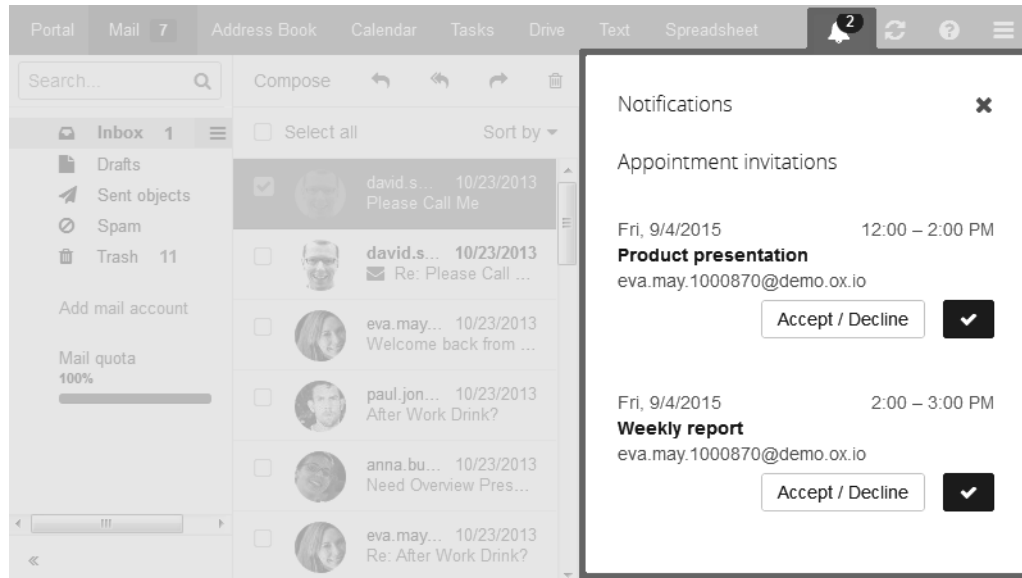 Portal Mail 7 Address Book Calendar Tasks Drive Text Spreadsheet 2
Search...
Inbox 1
Drafts
Sent objects
Spam
Trash 11
Add mail account
Mail quota
100%
Compose
Select all Sort by
david.s... 10/23/2013
Please Call Me
david.s... 10/23/2013
Re: Please Call ...
eva.may... 10/23/2013
Welcome back from ...
paul.jon... 10/23/2013
After Work Drink?
anna.bu... 10/23/2013
Need Overview Pres...
eva.may... 10/23/2013
Re: After Work Drink?
Notifications
Appointment invitations
Fri, 9/4/2015 12:00 – 2:00 PM
Product presentation
eva.may.1000870@demo.ox.io
Accept / Decline
Fri, 9/4/2015 2:00 – 3:00 PM
Weekly report
eva.may.1000870@demo.ox.io
Accept / Decline